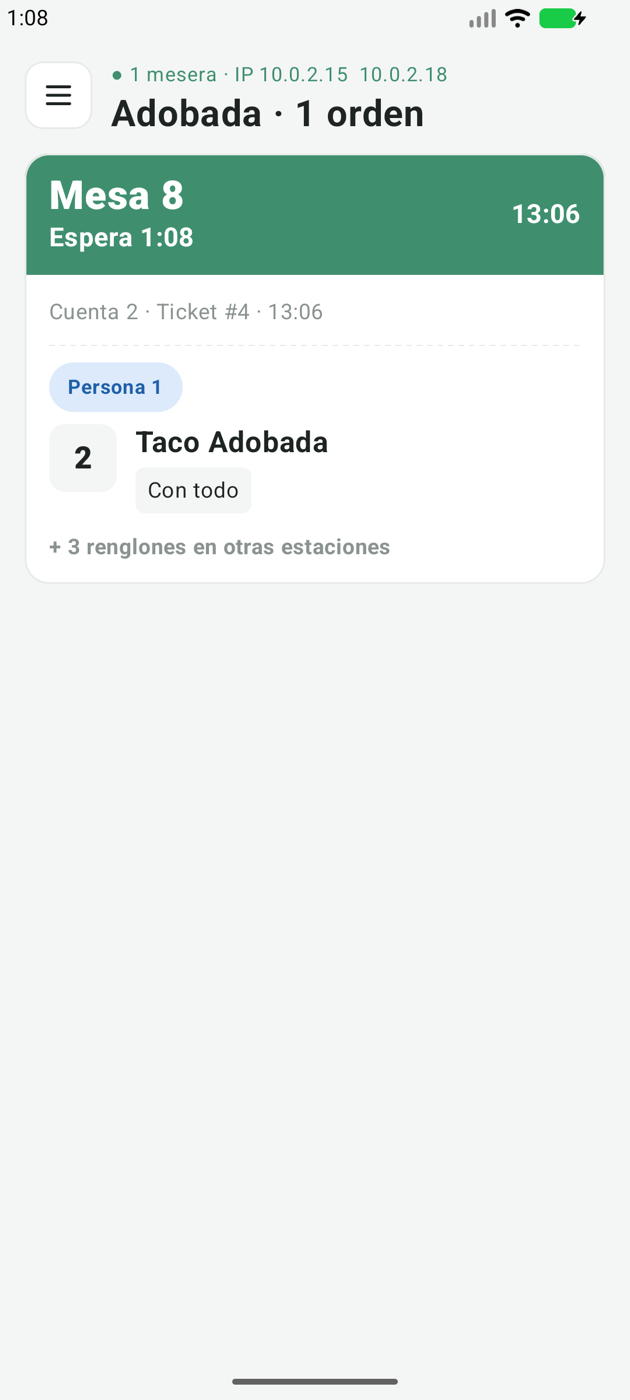 1:08
• 1 mesera · IP 10.0.2.15 10.0.2.18
Adobada · 1 orden
Mesa 8
13:06
Espera 1:08
Cuenta 2 · Ticket #4 · 13:06
Persona 1
2
Taco Adobada
Con todo
+ 3 renglones en otras estaciones